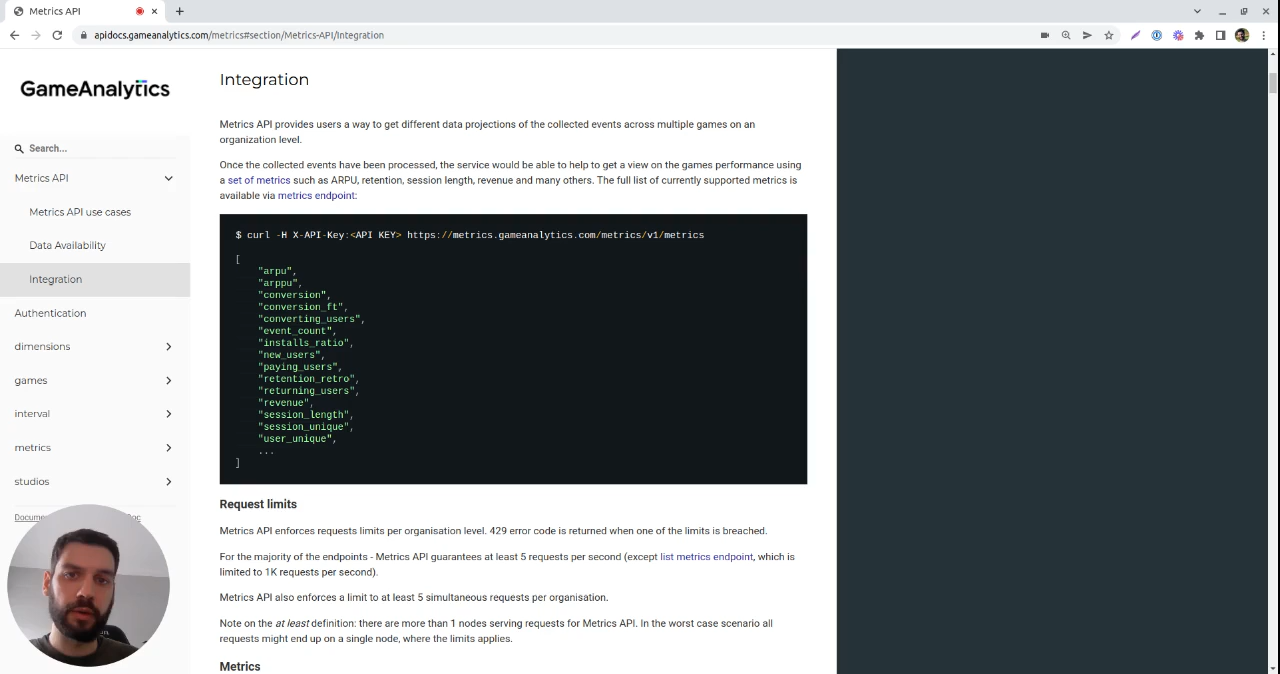 Metrics API
apidocs.gameanalytics.com/metrics#section/Metrics-API/Integration
GameAnalytics
Search...
Metrics API
Metrics API use cases
Data Availability
Integration
Authentication
dimensions
games
interval
metrics
studios
Integration
Metrics API provides users a way to get different data projections of the collected events across multiple games on an
organization level.
Once the collected events have been processed, the service would be able to help to get a view on the games performance using
a set of metrics such as ARPU, retention, session length, revenue and many others. The full list of currently supported metrics is
available via metrics endpoint:
$ curl -H X-API-Key:<API KEY> https://metrics.gameanalytics.com/metrics/v1/metrics
[
"arpu",
"arppu",
"conversion",
"conversion_ft",
"converting_users",
"event_count",
"installs_ratio",
"new_users",
"paying_users",
"retention_retro",
"returning_users",
"revenue",
"session_length",
"session_unique",
"user_unique",
...
]
Request limits
Metrics API enforces requests limits per organisation level. 429 error code is returned when one of the limits is breached.
For the majority of the endpoints - Metrics API guarantees at least 5 requests per second (except list metrics endpoint, which is
limited to 1K requests per second).
Metrics API also enforces a limit to at least 5 simultaneous requests per organisation.
Note on the at least definition: there are more than 1 nodes serving requests for Metrics API. In the worst case scenario all
requests might end up on a single node, where the limits applies.
Metrics